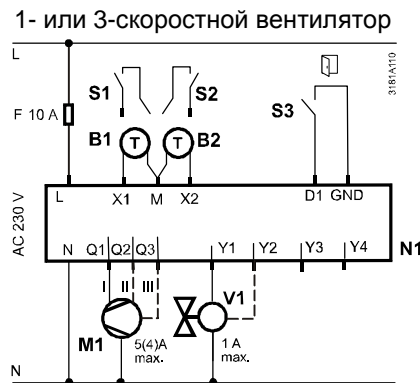 1- или 3-скоростной вентилятор
L
3181A110
S1 S2
S3
F 10 A
B1 T T B2
AC 230 V
L X1 M X2 D1 GND
N Q1 Q2 Q3 Y1 Y2 Y3 Y4 N1
I II III
V1
M1
5(4)A max.
1 A max.
N